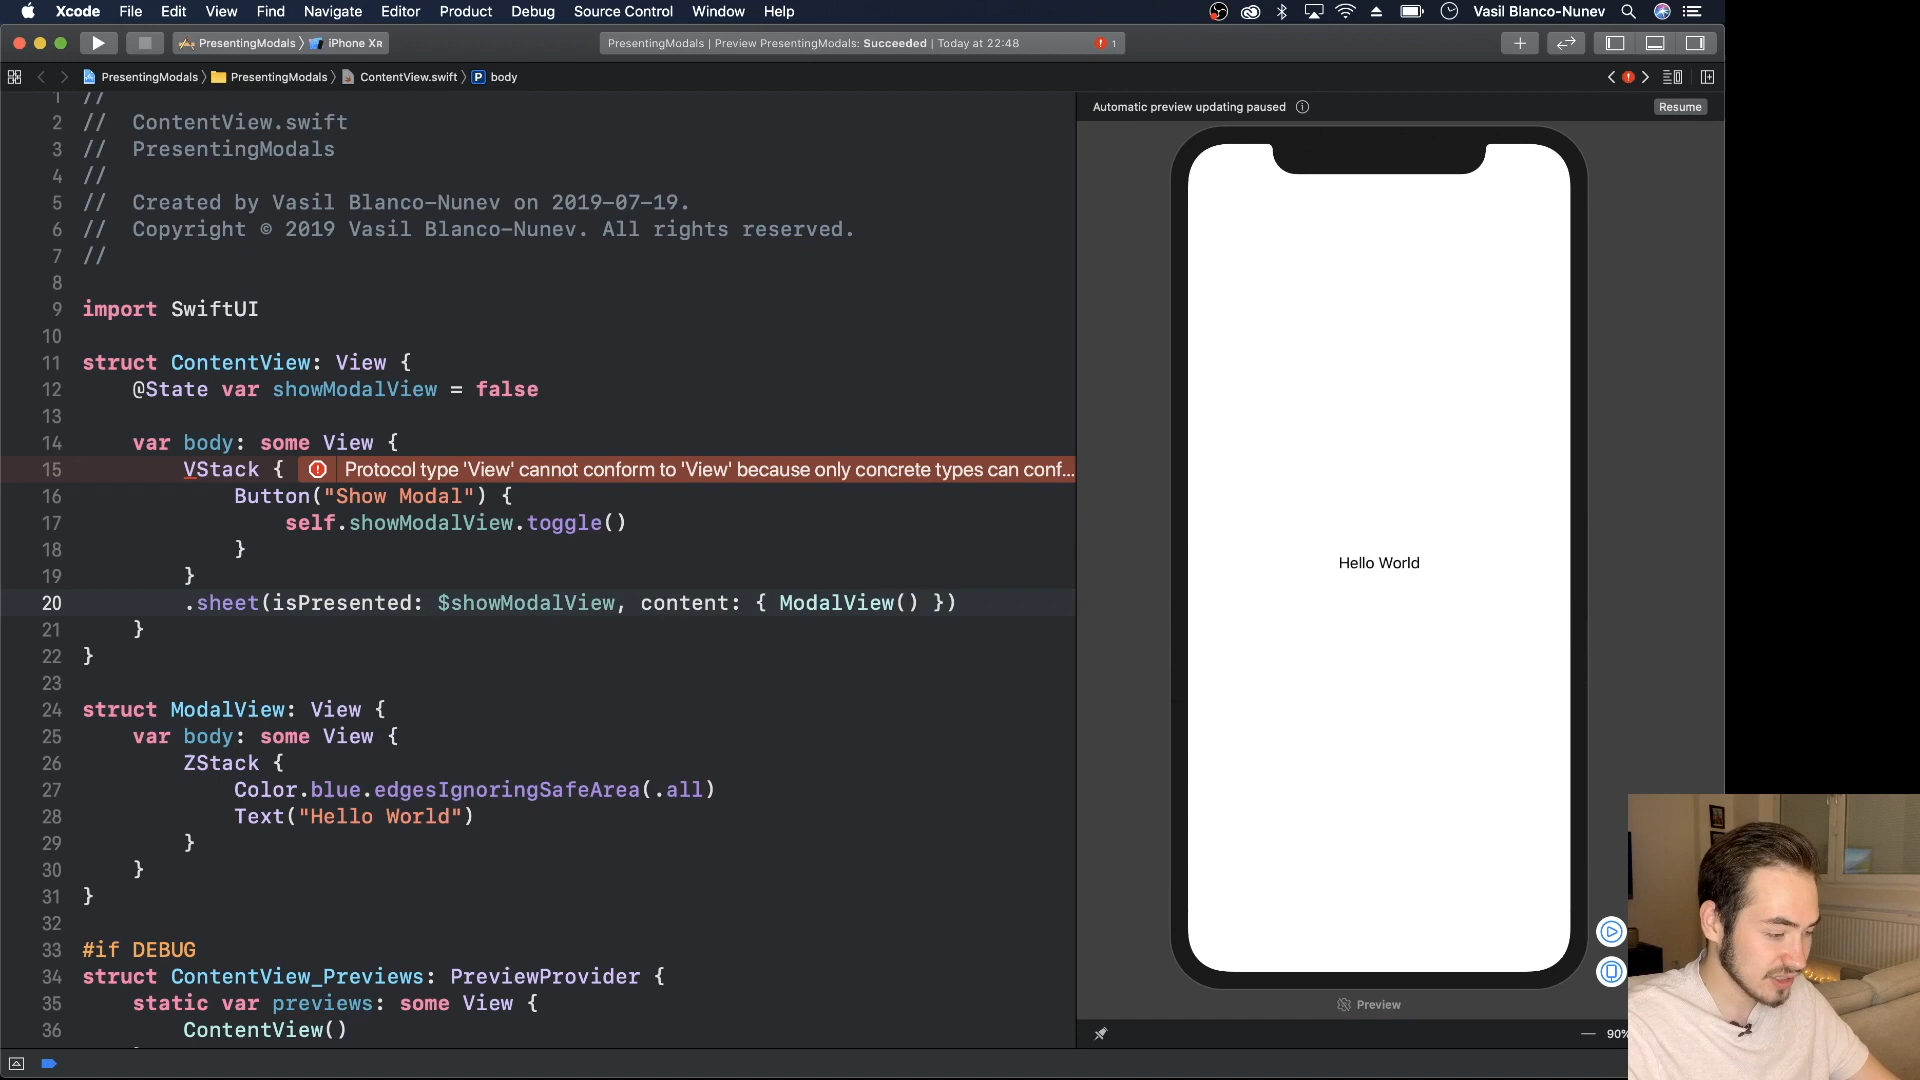 Xcode File Edit View Find Navigate Editor Product Debug Source Control Window Help Vasil Blanco-Nunev
PresentingModals iPhone XR PresentingModals | Preview PresentingModals: Succeeded | Today at 22:48 1
PresentingModals PresentingModals ContentView.swift P body
Automatic preview updating paused Resume
1 //
2 // ContentView.swift
3 // PresentingModals
4 //
5 // Created by Vasil Blanco-Nunev on 2019-07-19.
6 // Copyright © 2019 Vasil Blanco-Nunev. All rights reserved.
7 //
8
9 import SwiftUI
10
11 struct ContentView: View {
12 @State var showModalView = false
13
14 var body: some View {
15 VStack { Protocol type 'View' cannot conform to 'View' because only concrete types can conf...
16 Button("Show Modal") {
17 self.showModalView.toggle()
18 }
19 }
20 .sheet(isPresented: $showModalView, content: { ModalView() })
21 }
22 }
23
24 struct ModalView: View {
25 var body: some View {
26 ZStack {
27 Color.blue.edgesIgnoringSafeArea(.all)
28 Text("Hello World")
29 }
30 }
31 }
32
33 #if DEBUG
34 struct ContentView_Previews: PreviewProvider {
35 static var previews: some View {
36 ContentView()
Hello World
Preview
90%